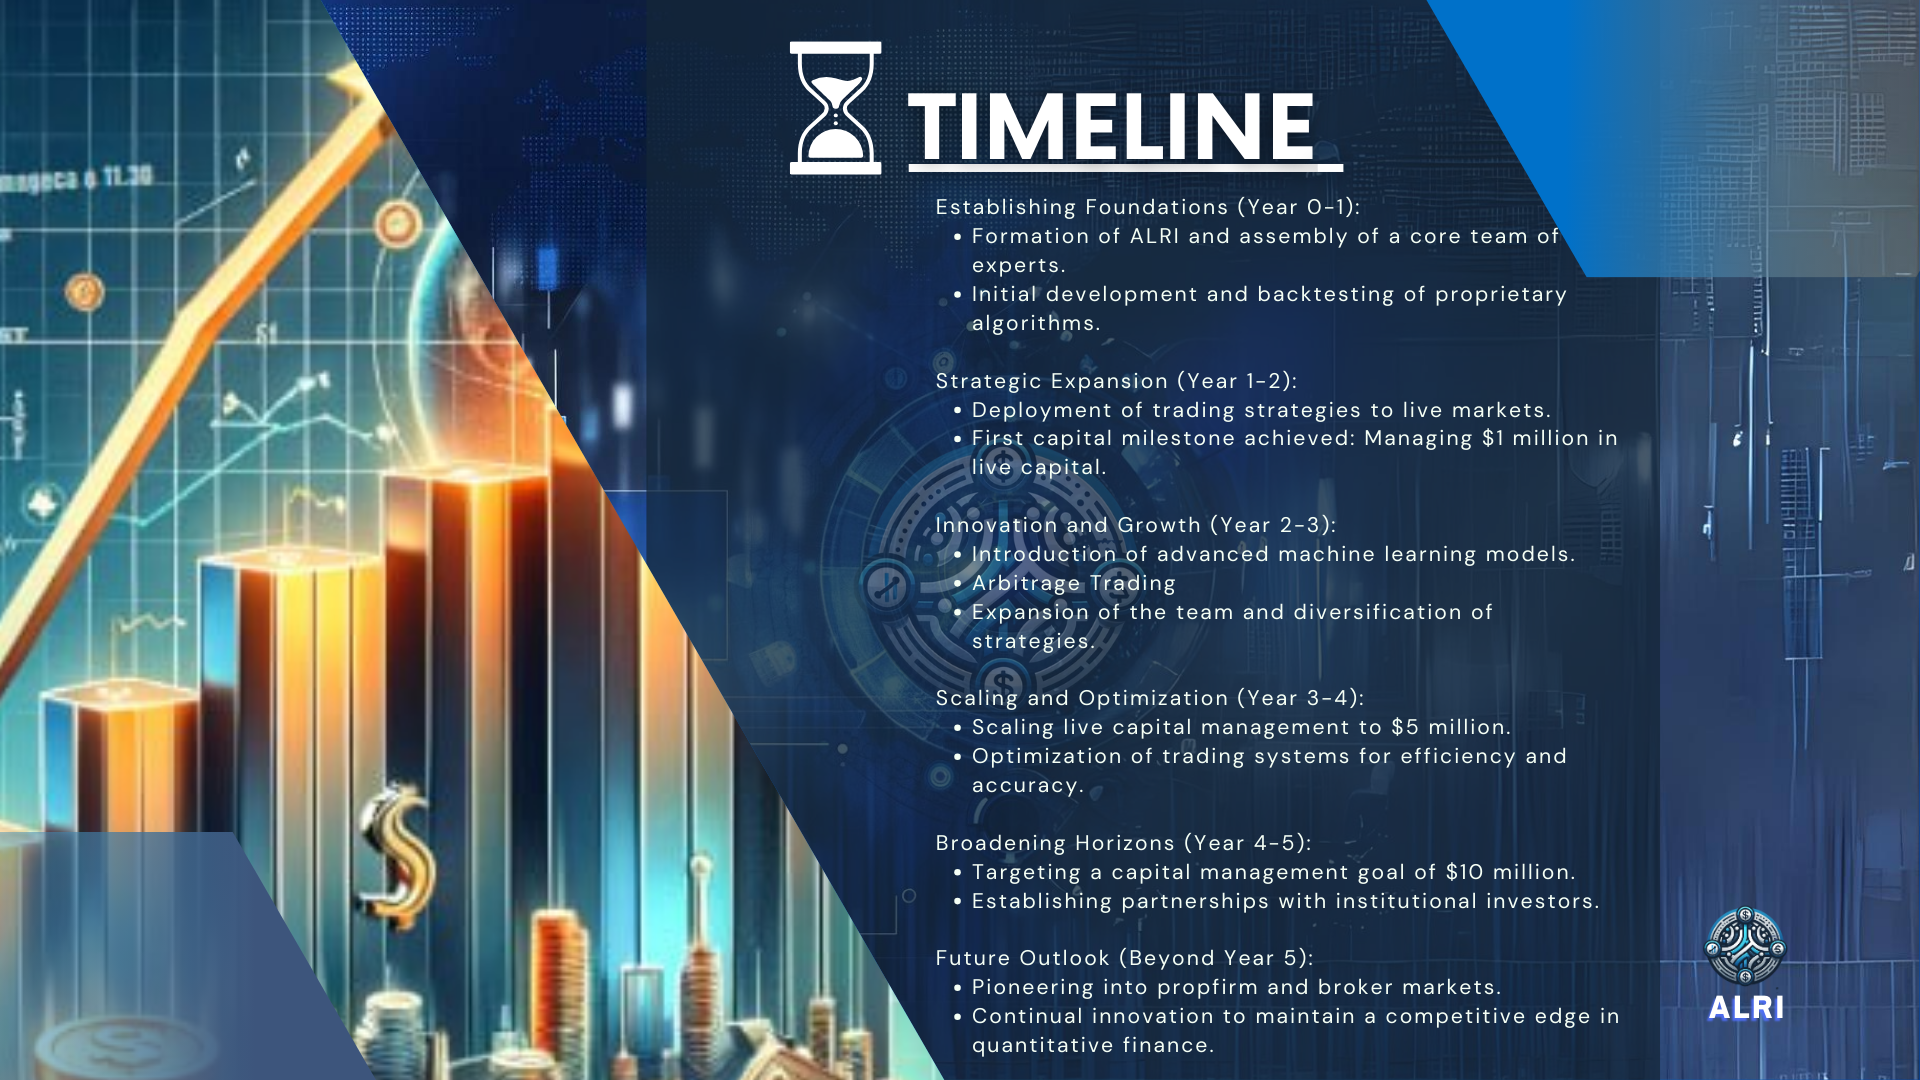 TIMELINE
Establishing Foundations (Year 0-1):
• Formation of ALRI and assembly of a core team of
experts.
• Initial development and backtesting of proprietary
algorithms.
Strategic Expansion (Year 1-2):
• Deployment of trading strategies to live markets.
• First capital milestone achieved: Managing $1 million in
live capital.
Innovation and Growth (Year 2-3):
• Introduction of advanced machine learning models.
• Arbitrage Trading
• Expansion of the team and diversification of
strategies.
Scaling and Optimization (Year 3-4):
• Scaling live capital management to $5 million.
• Optimization of trading systems for efficiency and
accuracy.
Broadening Horizons (Year 4-5):
• Targeting a capital management goal of $10 million.
• Establishing partnerships with institutional investors.
Future Outlook (Beyond Year 5):
• Pioneering into propfirm and broker markets.
• Continual innovation to maintain a competitive edge in
quantitative finance.
ALRI
11.30
$